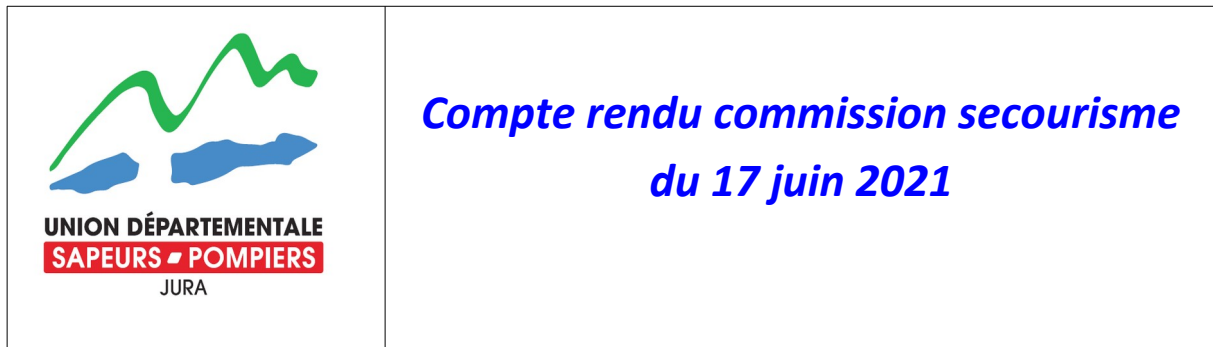 Compte rendu commission secourisme
du 17 juin 2021
UNION DÉPARTEMENTALE
SAPEURS - POMPIERS
JURA